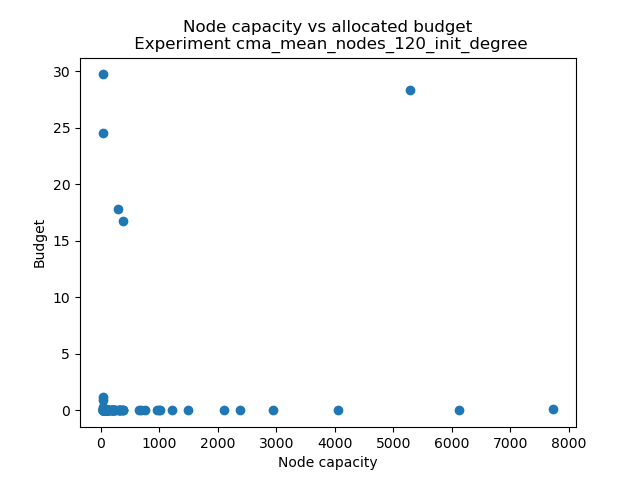 Node capacity vs allocated budget
Experiment cma_mean_nodes_120_init_degree
30
25
20
15
10
5
0
Budget
0 1000 2000 3000 4000 5000 6000 7000 8000
Node capacity